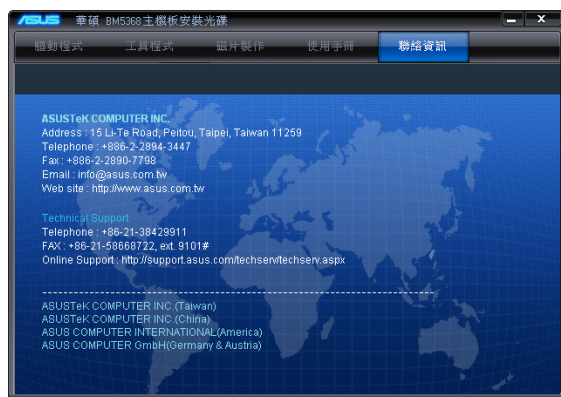 ASUS 華碩 BM5368主機板安裝光碟
驅動程式 工具程式 磁片製作 使用手冊 聯絡資訊
ASUSTeK COMPUTER INC.
Address : 15 Li-Te Road, Peitou, Taipei, Taiwan 11259
Telephone : +886-2-2894-3447
Fax : +886-2-2890-7798
Email : info@asus.com.tw
Web site : http://www.asus.com.tw
Technical Support
Telephone : +86-21-38429911
FAX : +86-21-58668722, ext. 9101#
Online Support : http://support.asus.com/techserv/techserv.aspx
ASUSTeK COMPUTER INC.(Taiwan)
ASUSTeK COMPUTER INC.(China)
ASUS COMPUTER INTERNATIONAL(America)
ASUS COMPUTER GmbH(Germany & Austria)